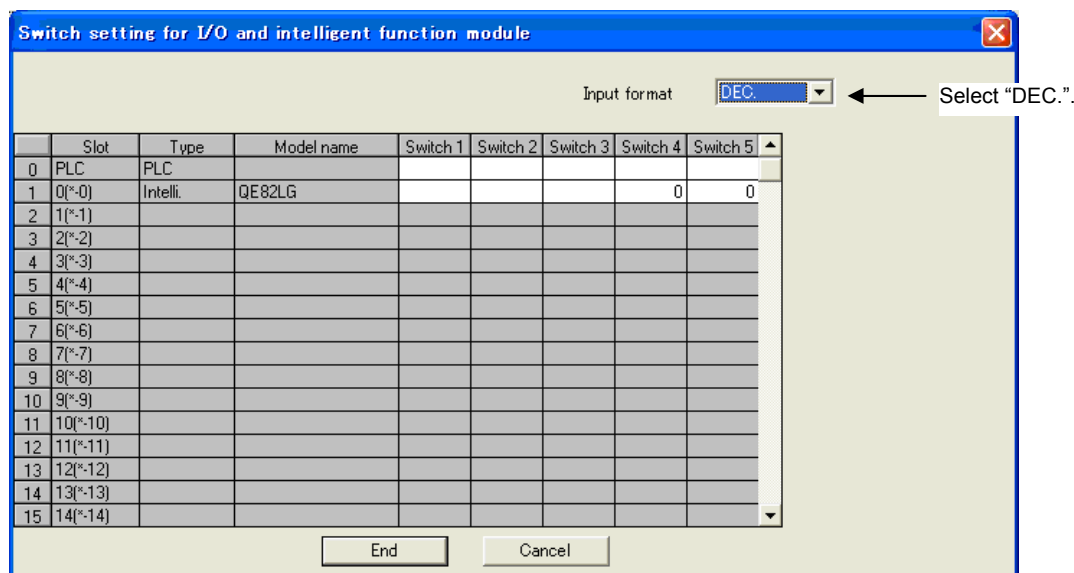 Switch setting for I/O and intelligent function module
Input format DEC. Select “DEC.”.
Slot Type Model name Switch 1 Switch 2 Switch 3 Switch 4 Switch 5
0 PLC PLC
1 0(*-0) Intelli. QE82LG 0 0
2 1(*-1)
3 2(*-2)
4 3(*-3)
5 4(*-4)
6 5(*-5)
7 6(*-6)
8 7(*-7)
9 8(*-8)
10 9(*-9)
11 10(*-10)
12 11(*-11)
13 12(*-12)
14 13(*-13)
15 14(*-14)
End Cancel